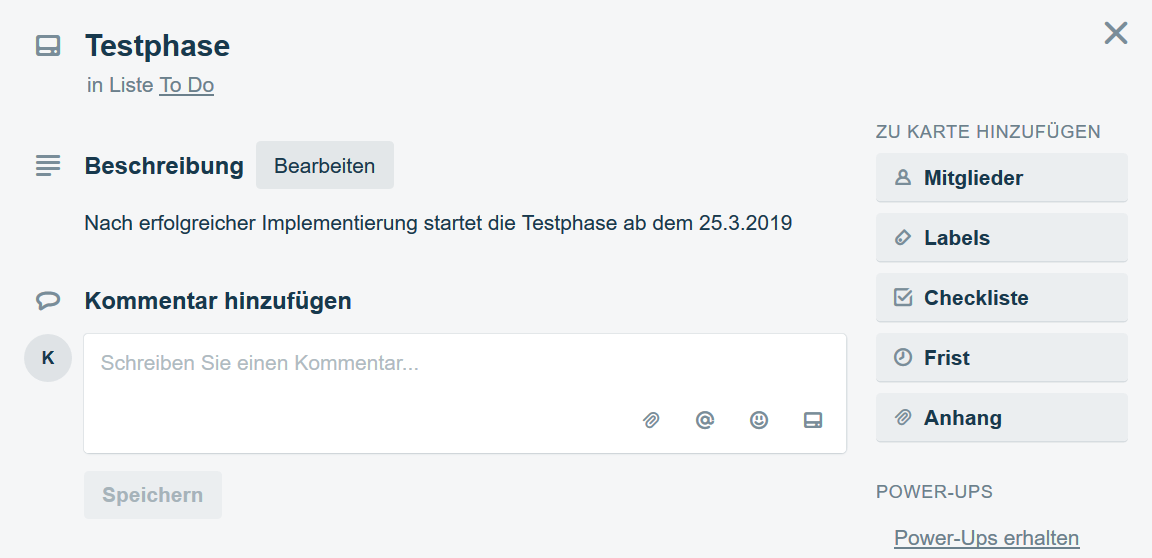 Testphase
in Liste To Do
Beschreibung Bearbeiten
Nach erfolgreicher Implementierung startet die Testphase ab dem 25.3.2019
Kommentar hinzufügen
K
Schreiben Sie einen Kommentar...
Speichern
ZU KARTE HINZUFÜGEN
Mitglieder
Labels
Checkliste
Frist
Anhang
POWER-UPS
Power-Ups erhalten